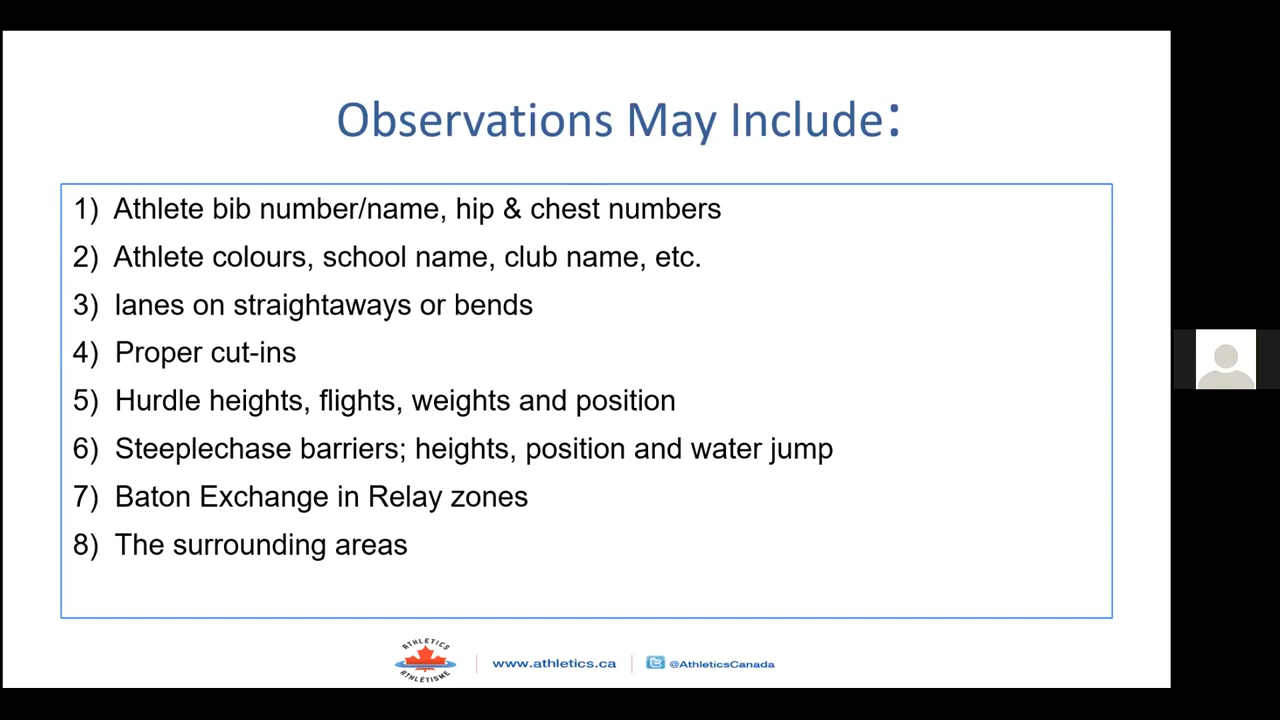 Observations May Include:
1) Athlete bib number/name, hip & chest numbers
2) Athlete colours, school name, club name, etc.
3) lanes on straightaways or bends
4) Proper cut-ins
5) Hurdle heights, flights, weights and position
6) Steeplechase barriers; heights, position and water jump
7) Baton Exchange in Relay zones
8) The surrounding areas
ATHLETICS
ATHLÉTISME
www.athletics.ca
@AthleticsCanada